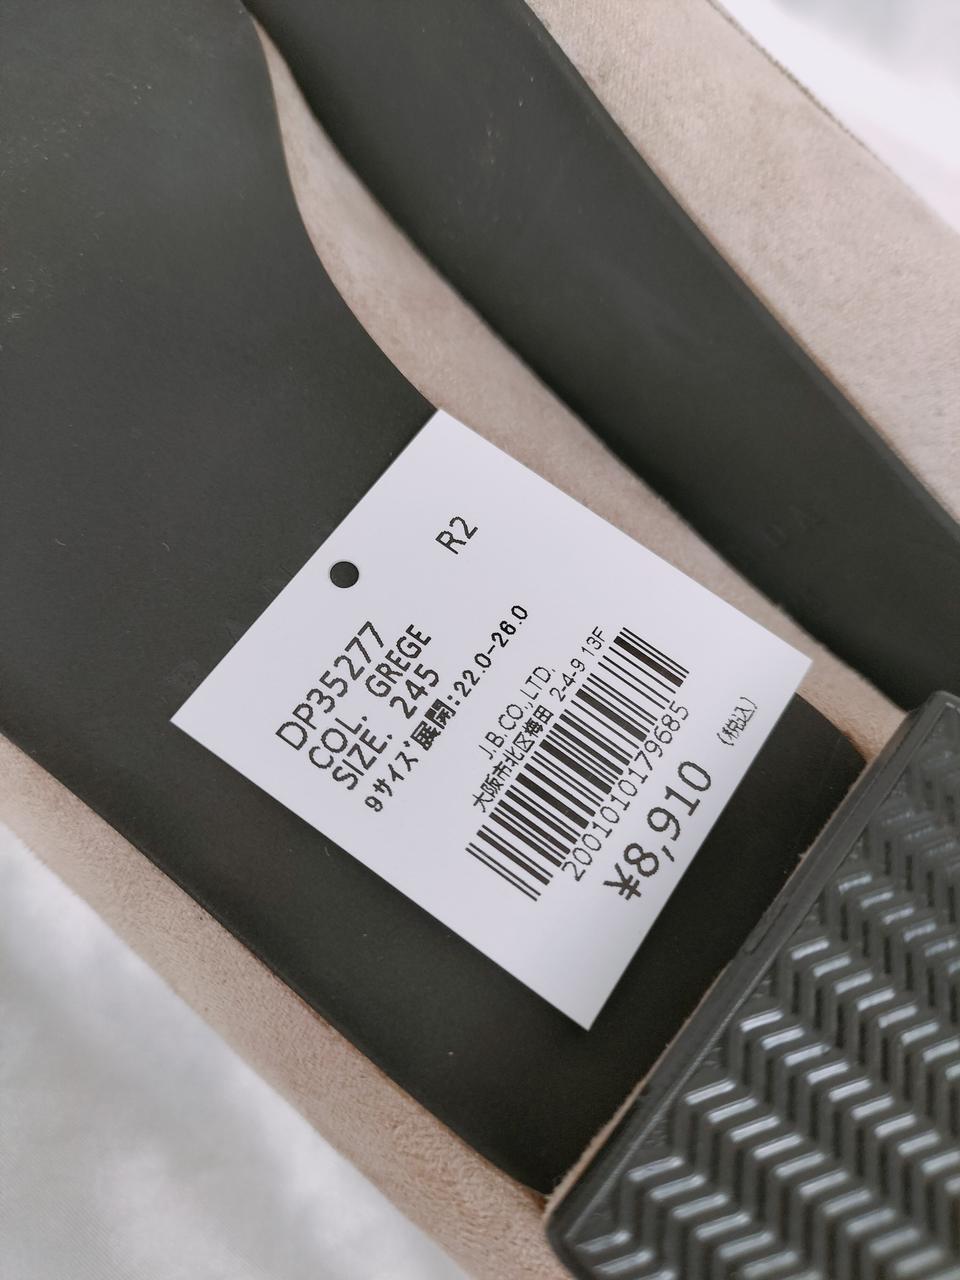 R2
DP35277
COL. GREGE
SIZE. 245
9サイズ展開:22.0-26.0
J.B.CO.,LTD.
大阪市北区梅田 2-4-9 13F
2001010179685
¥8,910
(税込)